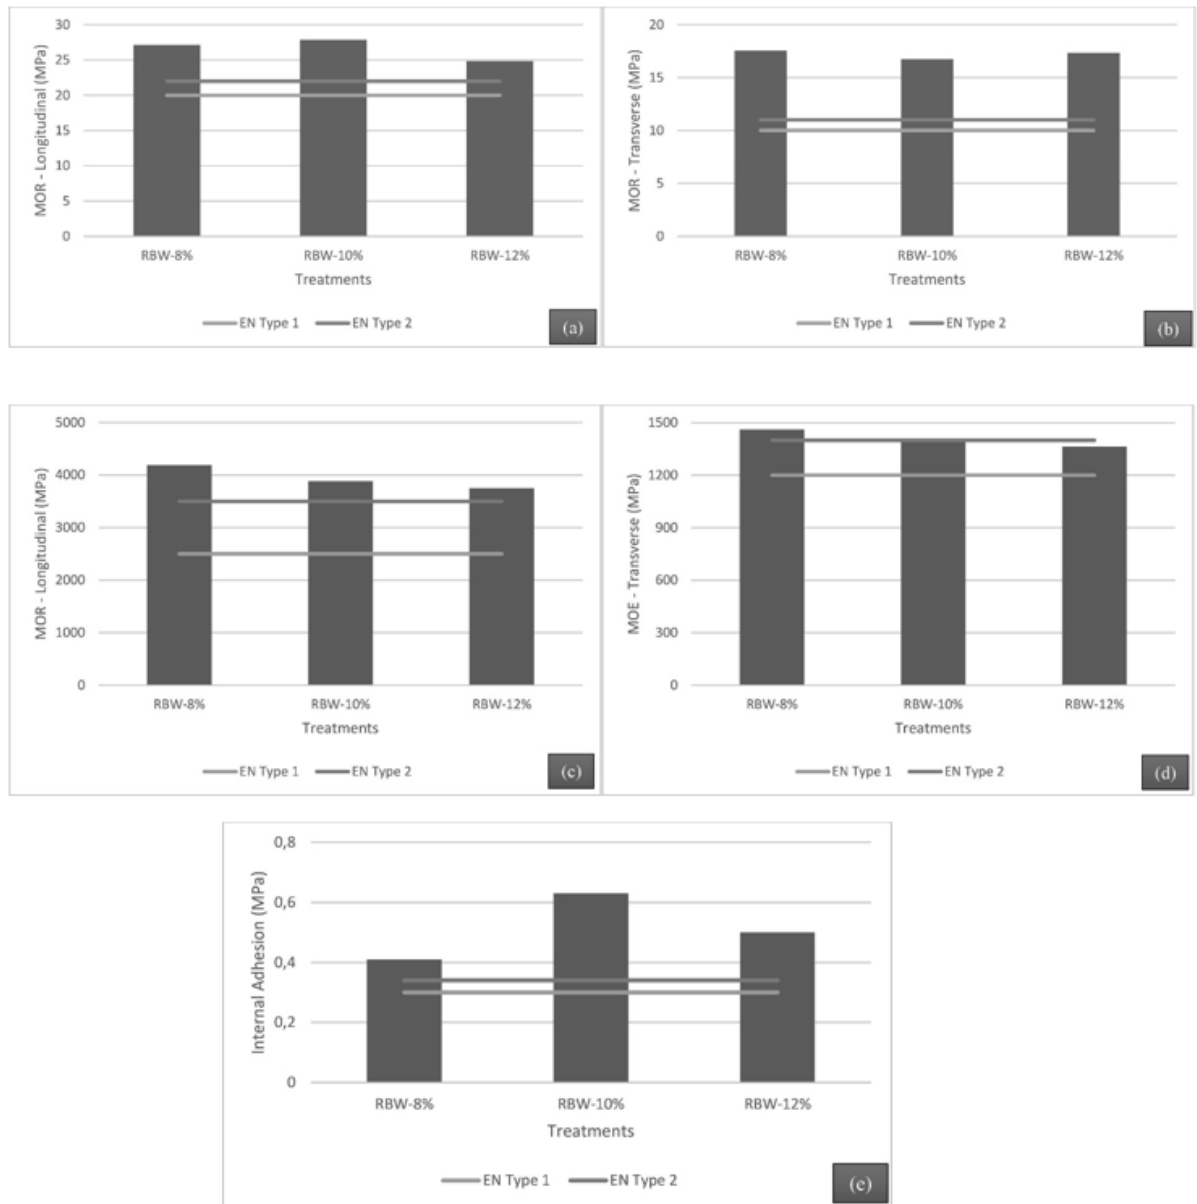 MOR - Longitudinal (MPa)
30
25
20
15
10
5
0
RBW-8% RBW-10% RBW-12%
Treatments
EN Type 1 EN Type 2
(a)
MOR - Transverse (MPa)
20
15
10
5
0
RBW-8% RBW-10% RBW-12%
Treatments
EN Type 1 EN Type 2
(b)
MOR - Longitudinal (MPa)
5000
4000
3000
2000
1000
0
RBW-8% RBW-10% RBW-12%
Treatments
EN Type 1 EN Type 2
(c)
MOE - Transverse (MPa)
1500
1200
900
600
300
0
RBW-8% RBW-10% RBW-12%
Treatments
EN Type 1 EN Type 2
(d)
Internal Adhesion (MPa)
0,8
0,6
0,4
0,2
0
RBW-8% RBW-10% RBW-12%
Treatments
EN Type 1 EN Type 2
(e)